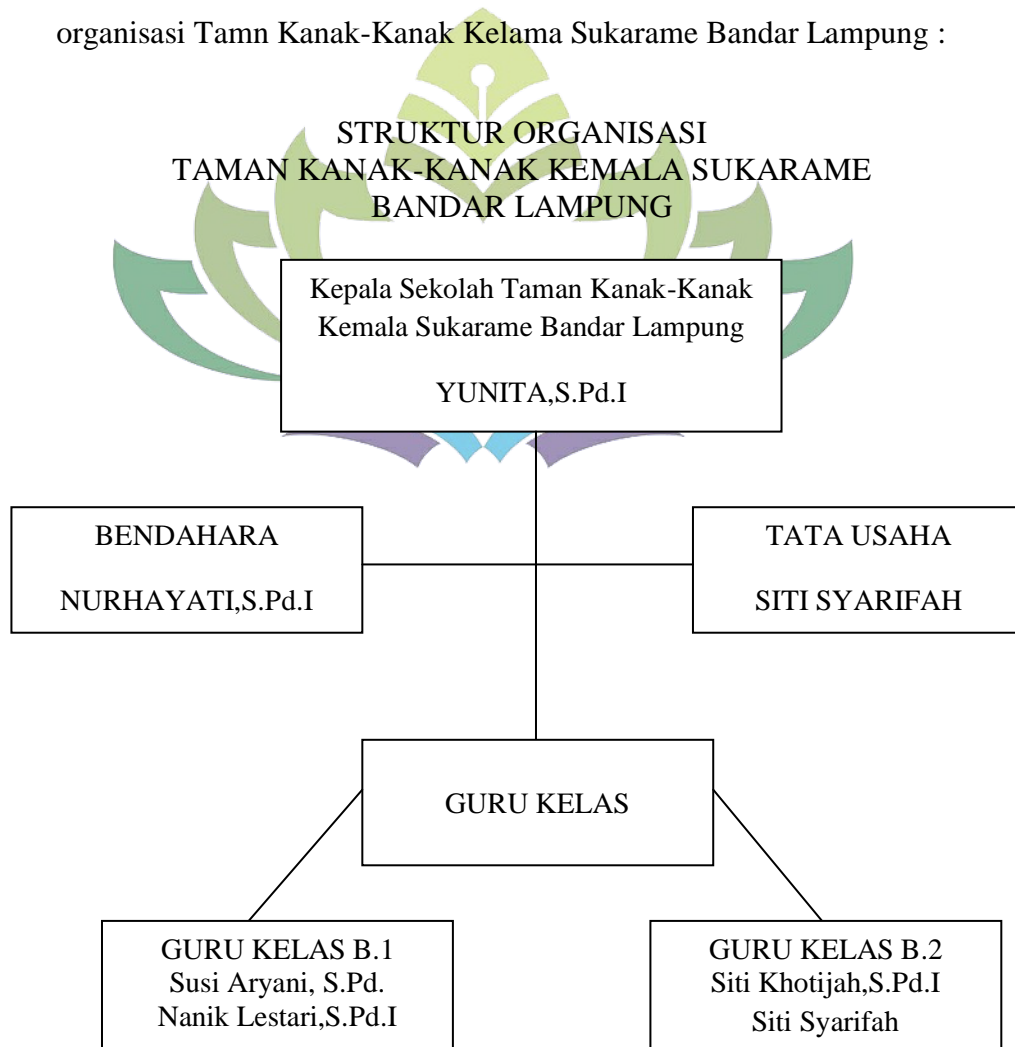 organisasi Tamn Kanak-Kanak Kelama Sukarame Bandar Lampung :
STRUKTUR ORGANISASI
TAMAN KANAK-KANAK KEMALA SUKARAME
BANDAR LAMPUNG
Kepala Sekolah Taman Kanak-Kanak
Kemala Sukarame Bandar Lampung
YUNITA,S.Pd.I
BENDAHARA
NURHAYATI,S.Pd.I
TATA USAHA
SITI SYARIFAH
GURU KELAS
GURU KELAS B.1
Susi Aryani, S.Pd.
Nanik Lestari,S.Pd.I
GURU KELAS B.2
Siti Khotijah,S.Pd.I
Siti Syarifah